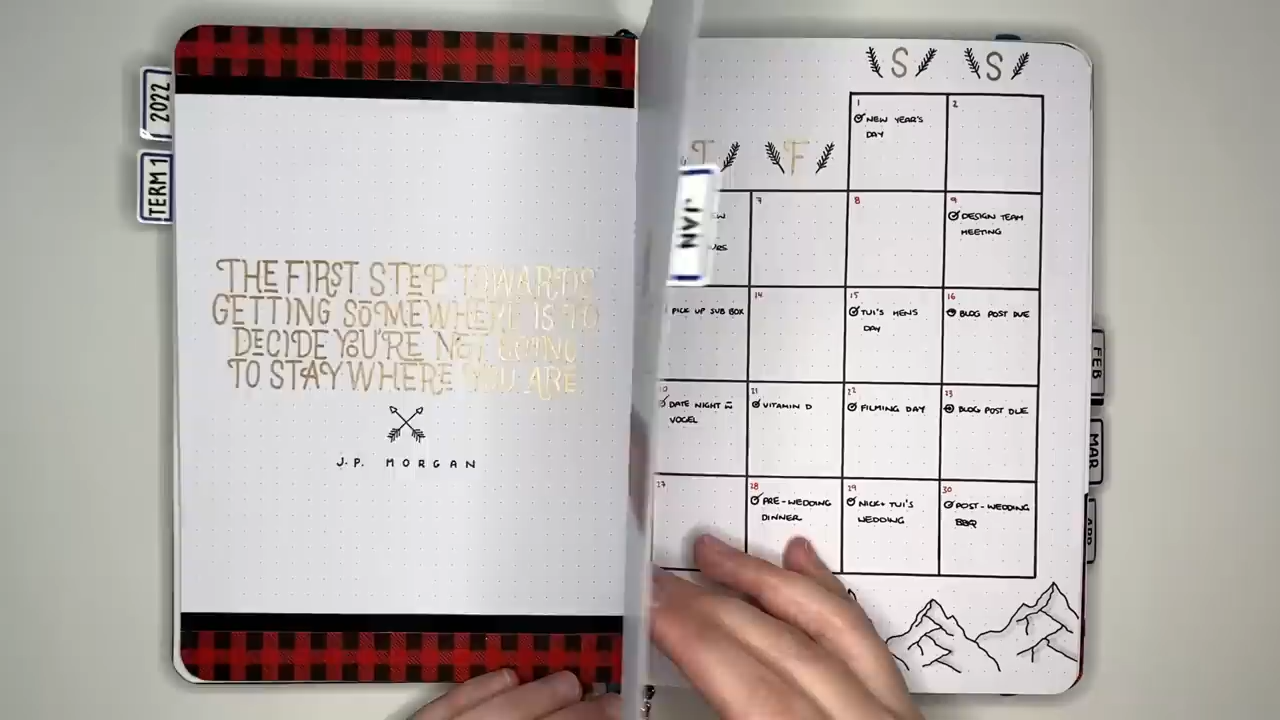 2022
TERM 1
THE FIRST STEP TOWARDS
GETTING SOMEWHERE IS TO
DECIDE YOU'RE NOT GOING
TO STAY WHERE YOU ARE.
J.P. MORGAN
JAN
S S
T F
1 2
NEW YEAR'S
DAY
7 8 9
DESIGN TEAM
MEETING
14 15 16
PICK UP SUB BOX
TUI'S HENS
DAY
BLOG POST DUE
21 22 23
DATE NIGHT
VOGEL
VITAMIN D
FILMING DAY
BLOG POST DUE
27 28 29 30
PRE-WEDDING
DINNER
NICK + TUI'S
WEDDING
POST-WEDDING
BBQ
FEB
MAR
APR